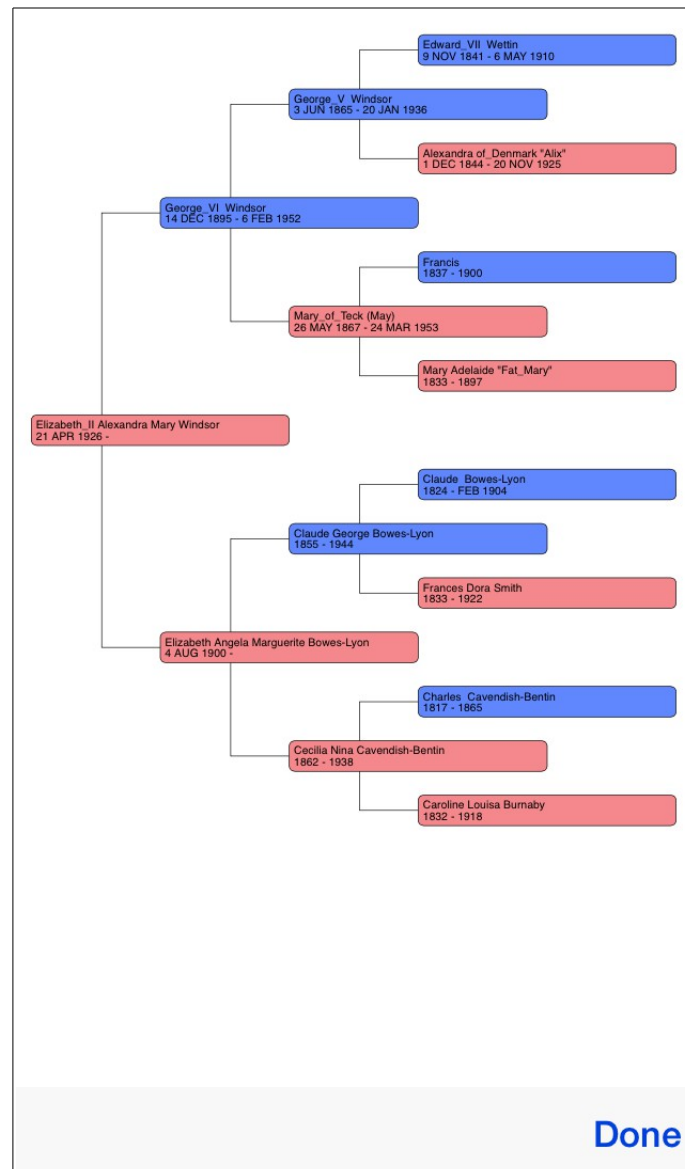 Edward_VII Wettin
9 NOV 1841 - 6 MAY 1910
George_V Windsor
3 JUN 1865 - 20 JAN 1936
Alexandra of_Denmark "Alix"
1 DEC 1844 - 20 NOV 1925
George_VI Windsor
14 DEC 1895 - 6 FEB 1952
Francis
1837 - 1900
Mary_of_Teck (May)
26 MAY 1867 - 24 MAR 1953
Mary Adelaide "Fat_Mary"
1833 - 1897
Elizabeth_II Alexandra Mary Windsor
21 APR 1926 -
Claude Bowes-Lyon
1824 - FEB 1904
Claude George Bowes-Lyon
1855 - 1944
Frances Dora Smith
1833 - 1922
Elizabeth Angela Marguerite Bowes-Lyon
4 AUG 1900 -
Charles Cavendish-Bentin
1817 - 1865
Cecilia Nina Cavendish-Bentin
1862 - 1938
Caroline Louisa Burnaby
1832 - 1918
Done